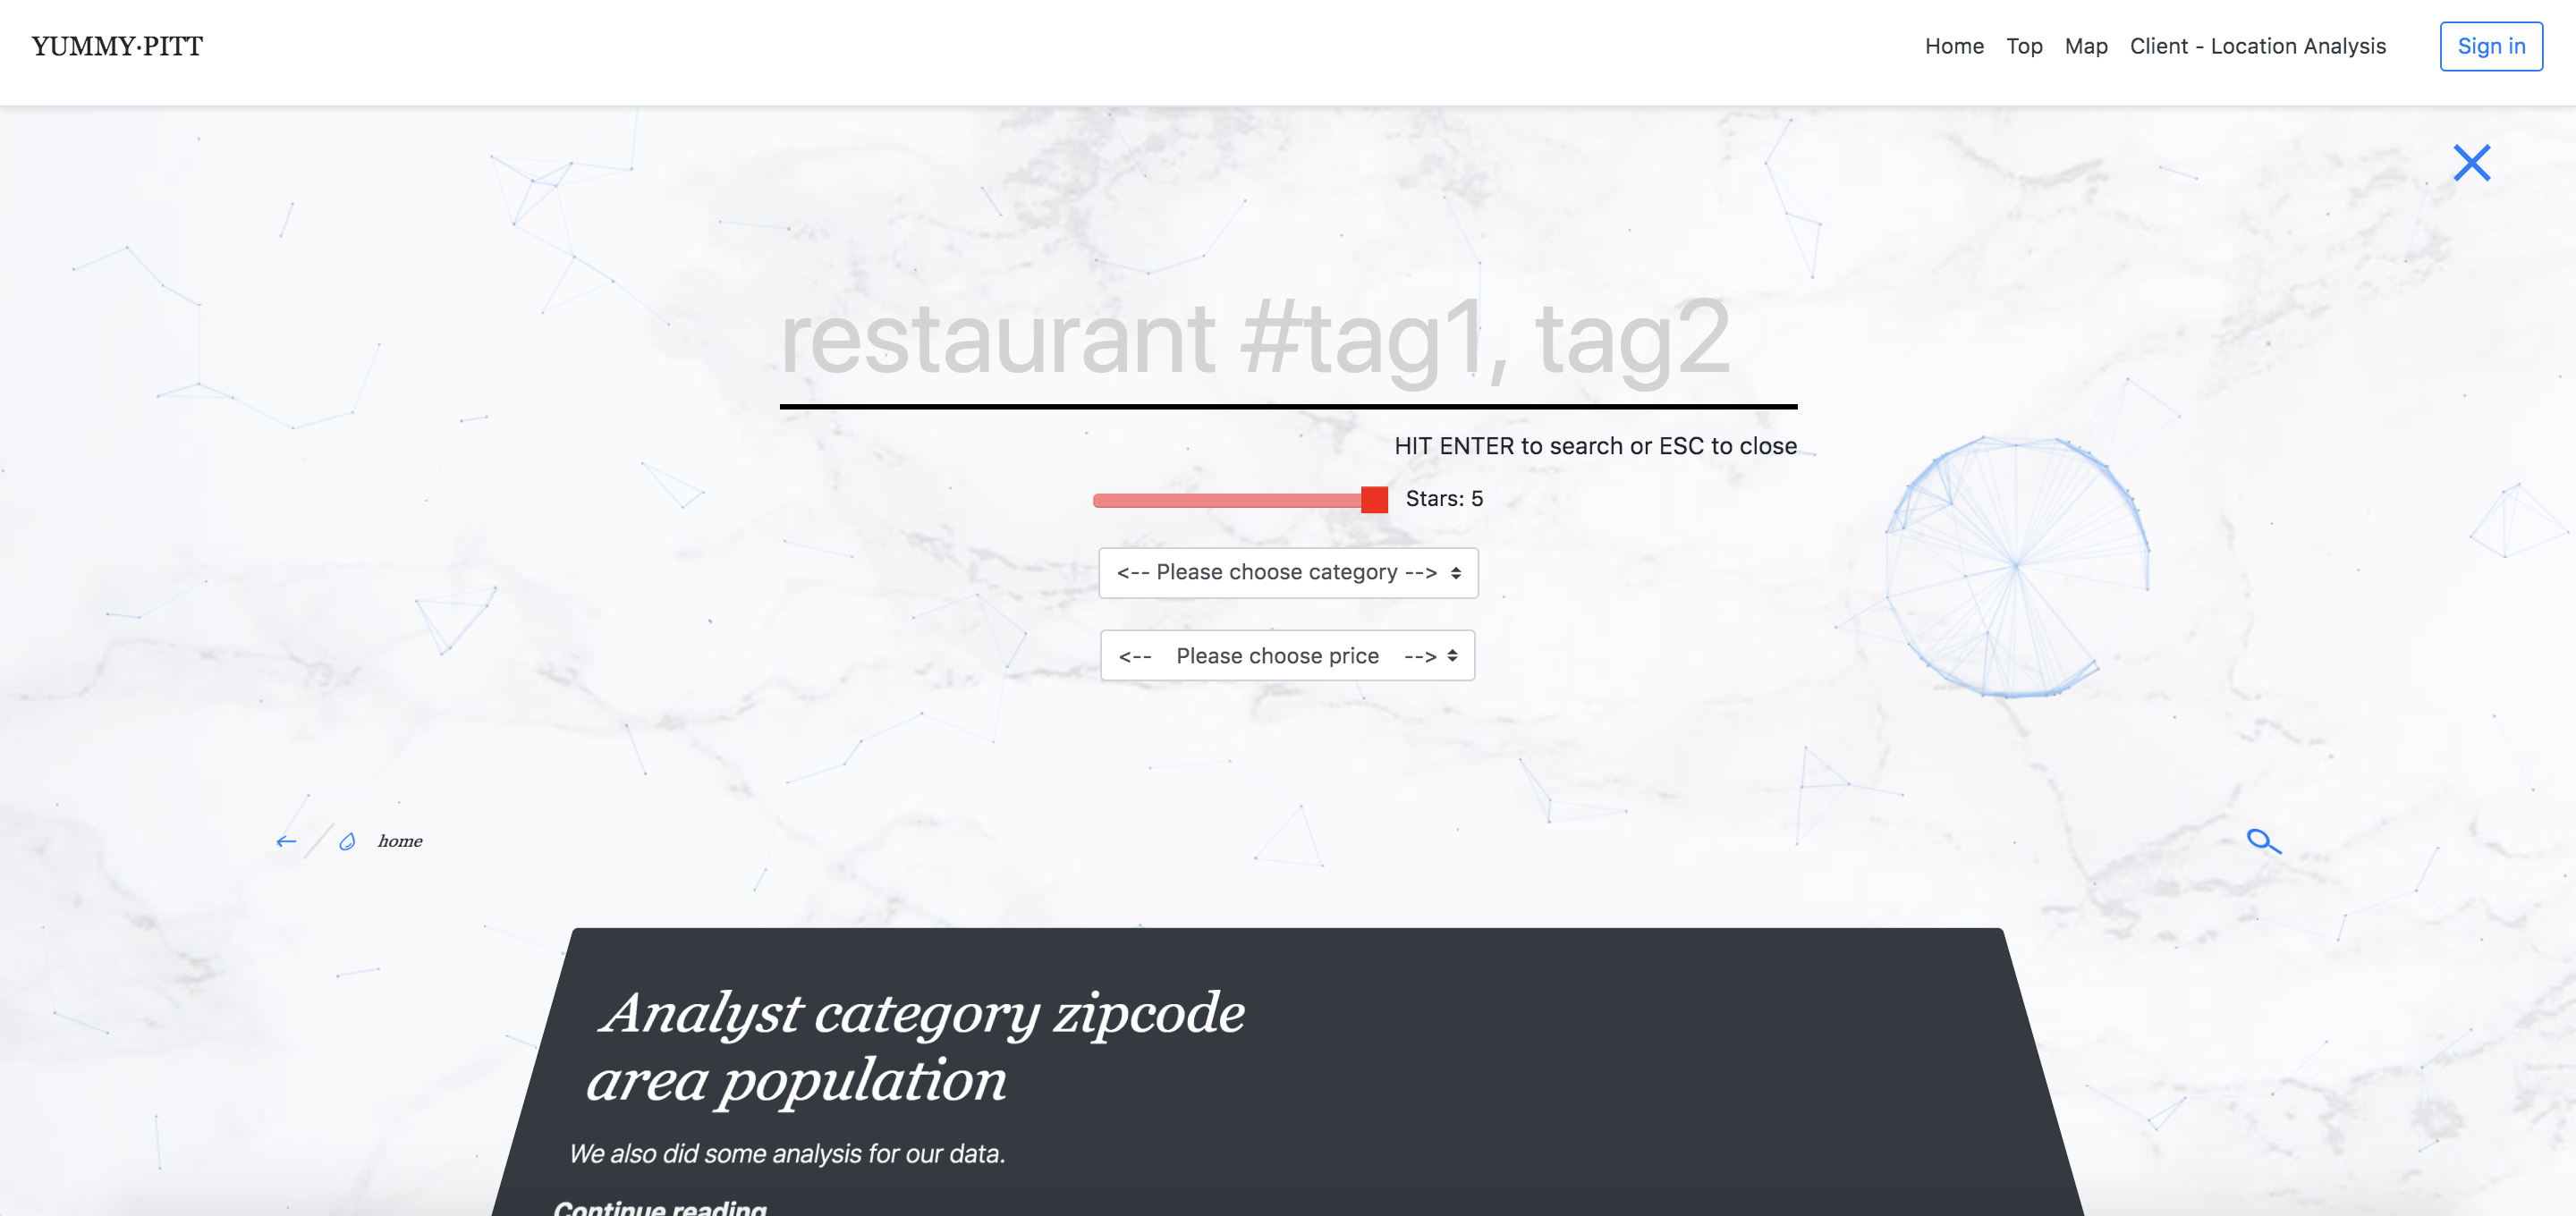 YUMMY·PITT
Home Top Map Client - Location Analysis Sign in
restaurant #tag1, tag2
HIT ENTER to search or ESC to close
Stars: 5
<-- Please choose category -->
<-- Please choose price -->
home
Analyst category zipcode
area population
We also did some analysis for our data.
Continue reading